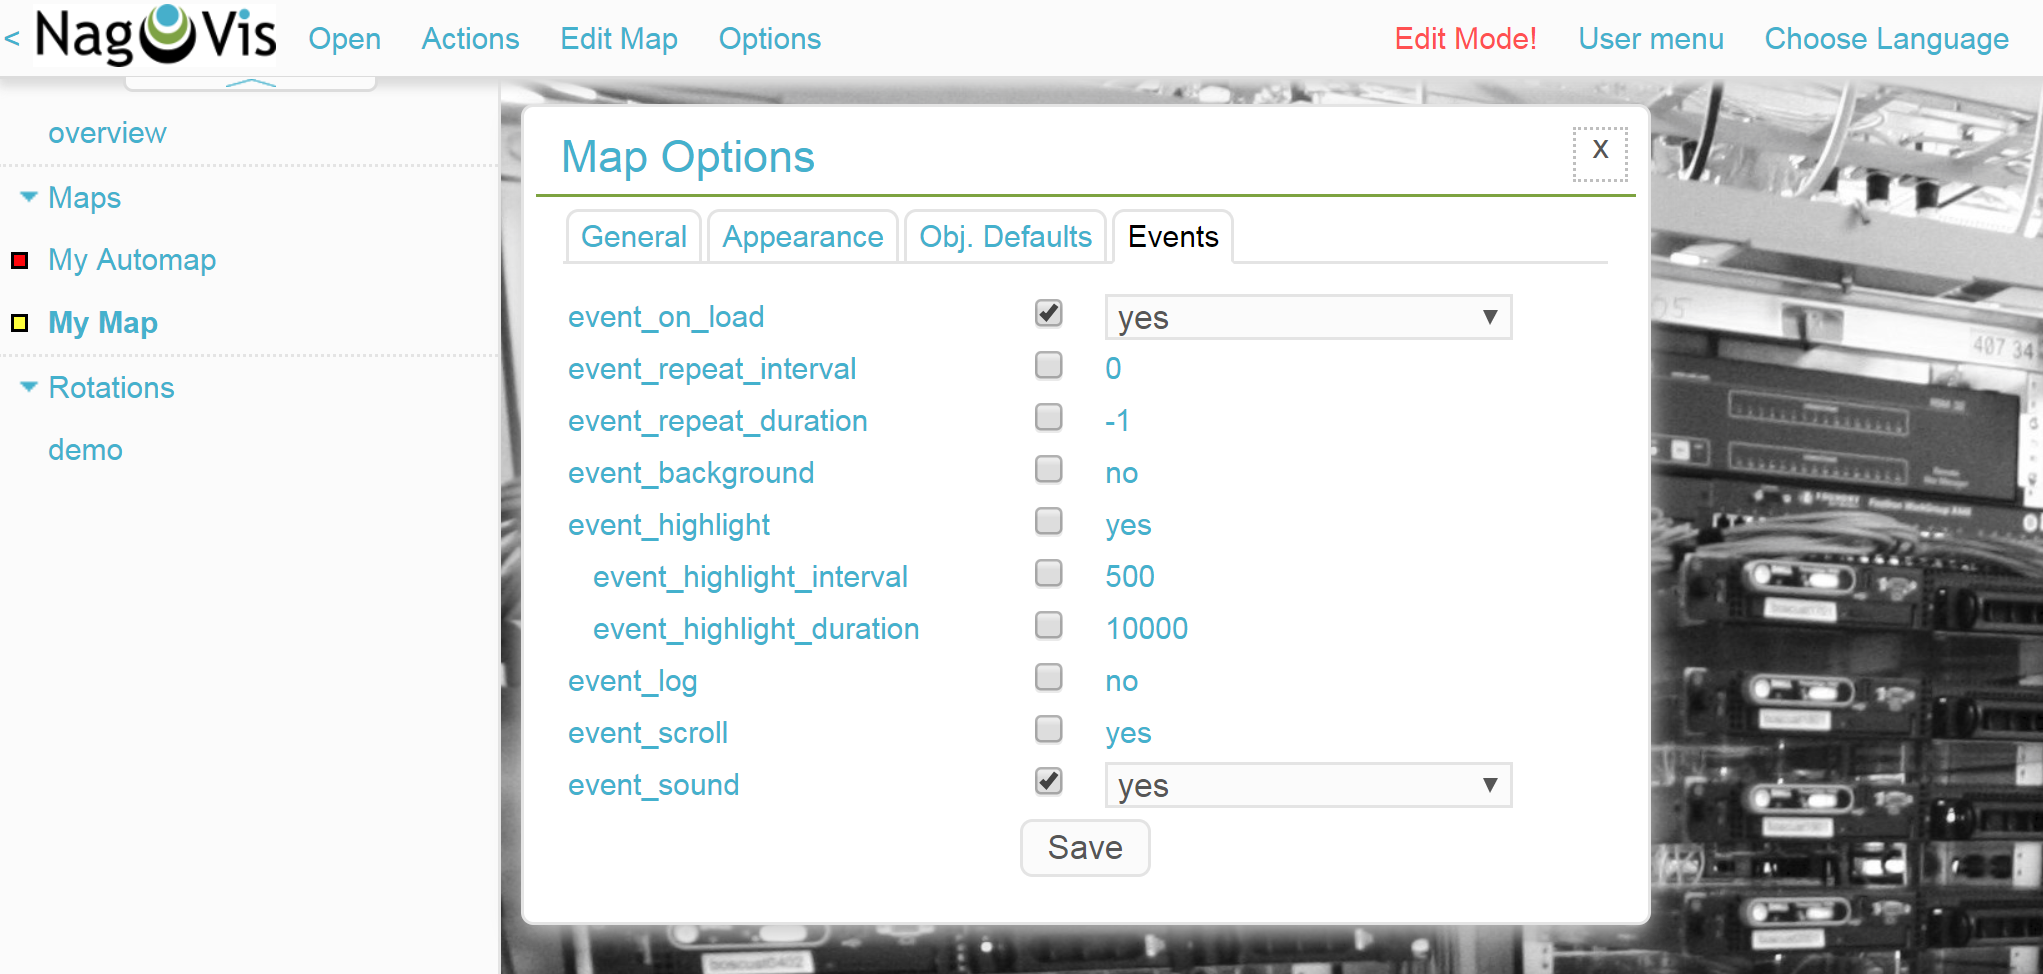 < NagVis Open Actions Edit Map Options Edit Mode! User menu Choose Language
overview
Maps
My Automap
My Map
Rotations
demo
Map Options x
General Appearance Obj. Defaults Events
event_on_load yes
event_repeat_interval 0
event_repeat_duration -1
event_background no
event_highlight yes
event_highlight_interval 500
event_highlight_duration 10000
event_log no
event_scroll yes
event_sound yes
Save
407 34